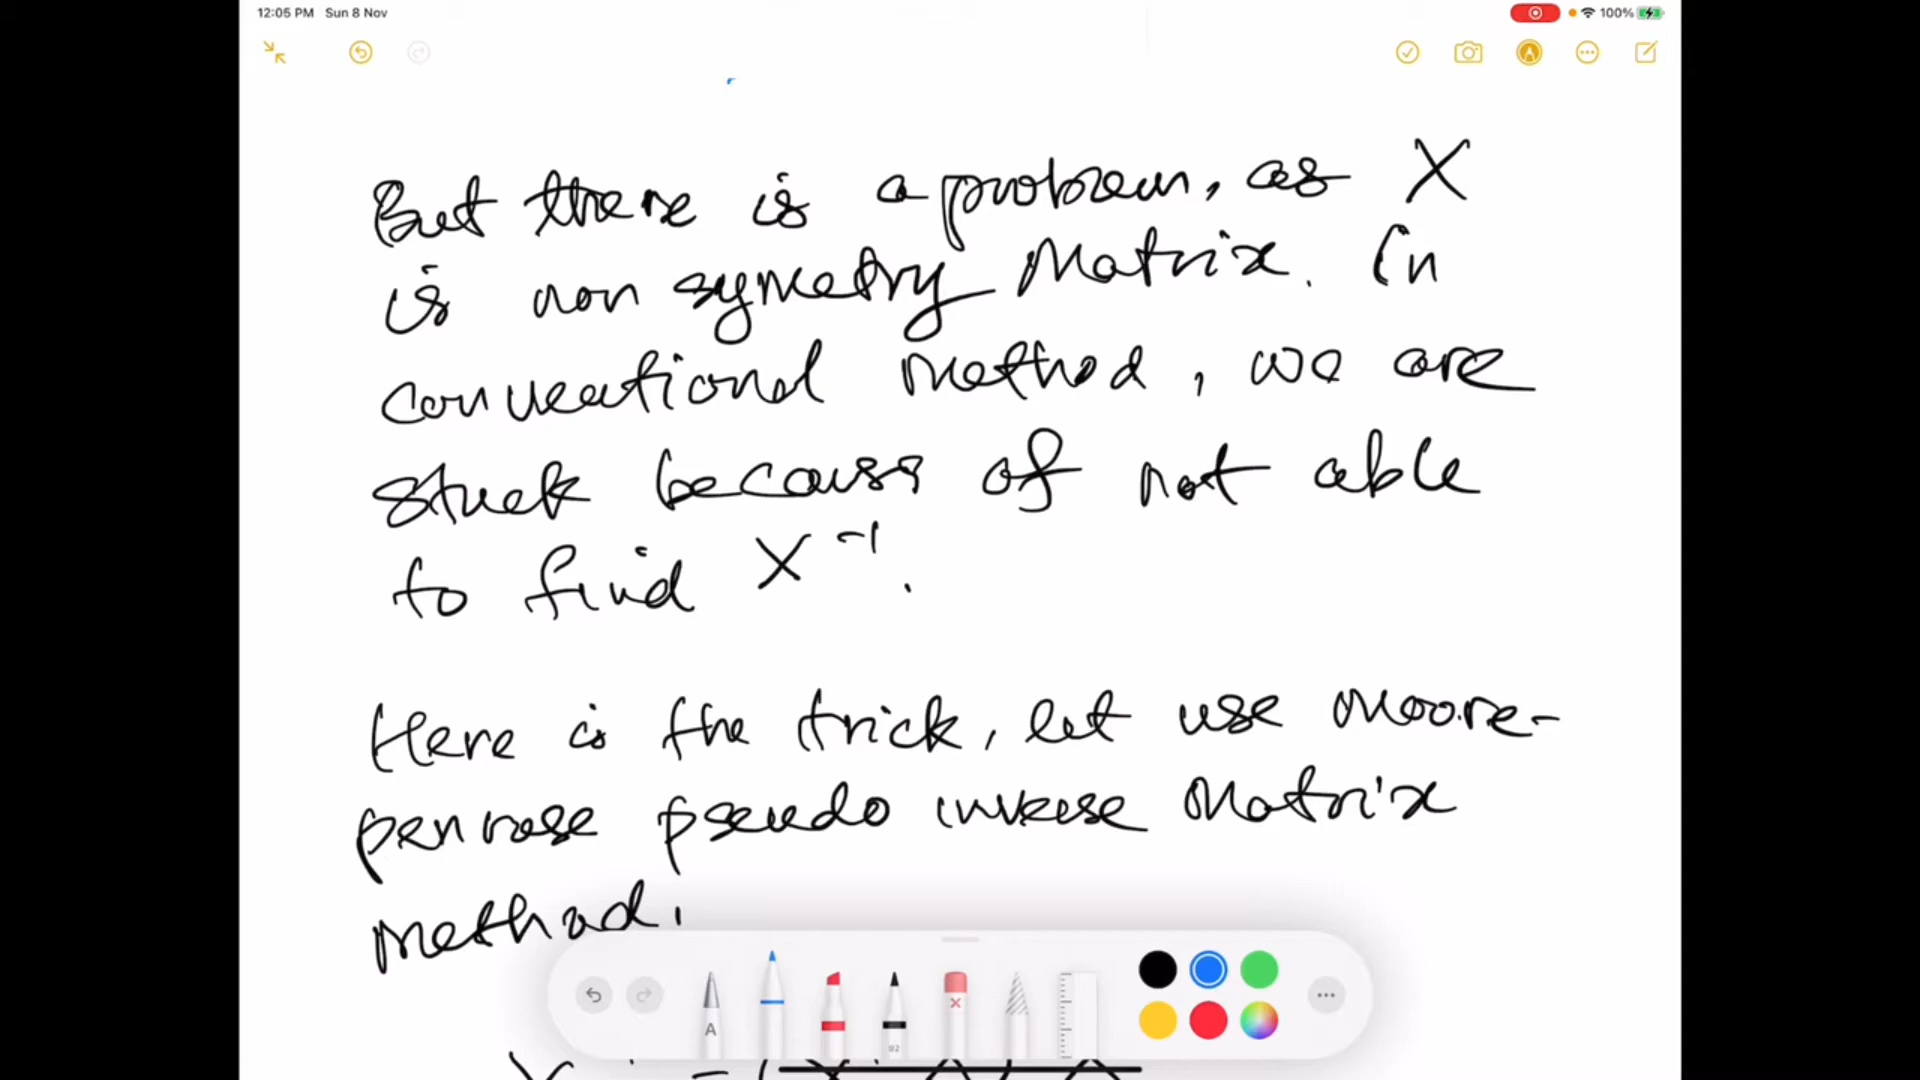 12:05 PM Sun 8 Nov
100%
But there is a problem, as X
is non symetry Matrix. In
conventional method, we are
stuck because of not able
to find X⁻¹.
Here is the trick, let use Moore-
penrose pseudo inverse Matrix
method.
A
92